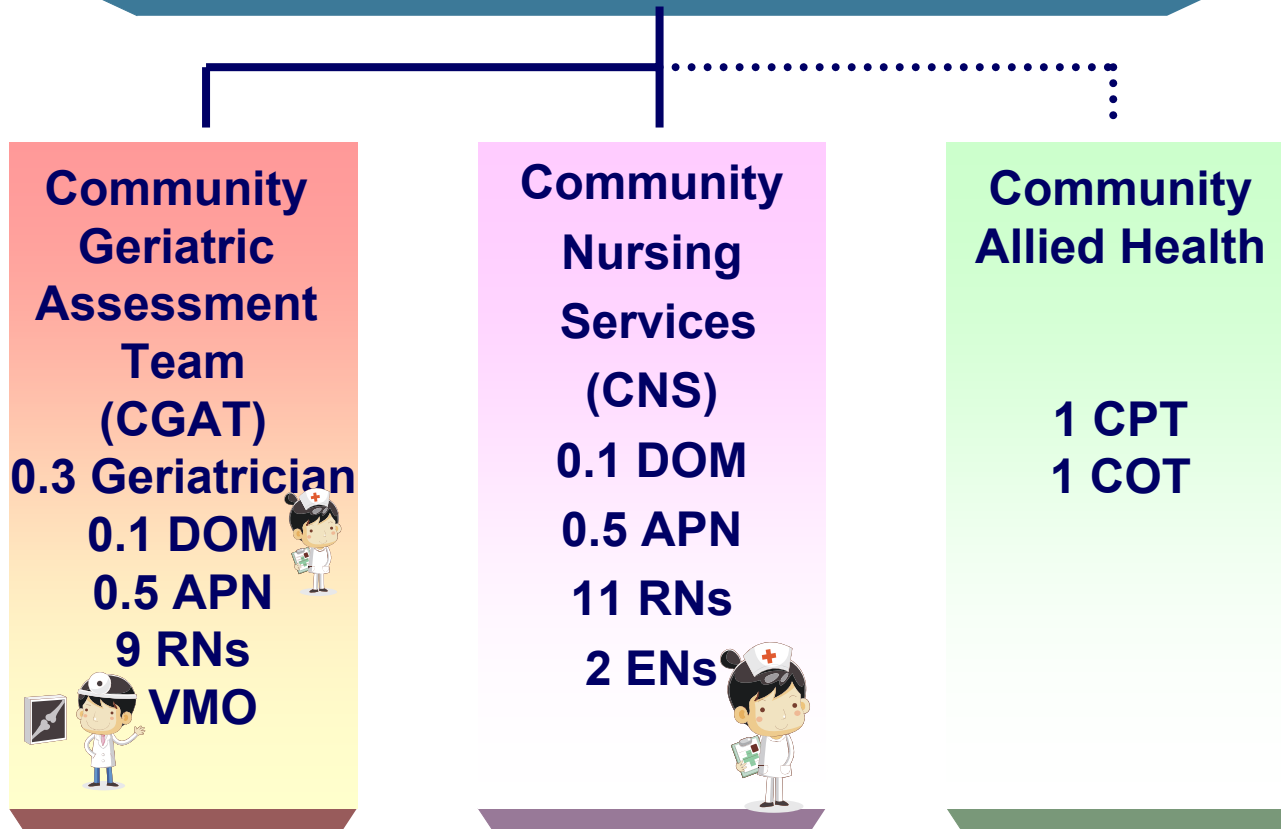 Community
Geriatric
Assessment
Team
(CGAT)
0.3 Geriatrician
0.1 DOM
0.5 APN
9 RNs
VMO
Community
Nursing
Services
(CNS)
0.1 DOM
0.5 APN
11 RNs
2 ENs
Community
Allied Health
1 CPT
1 COT